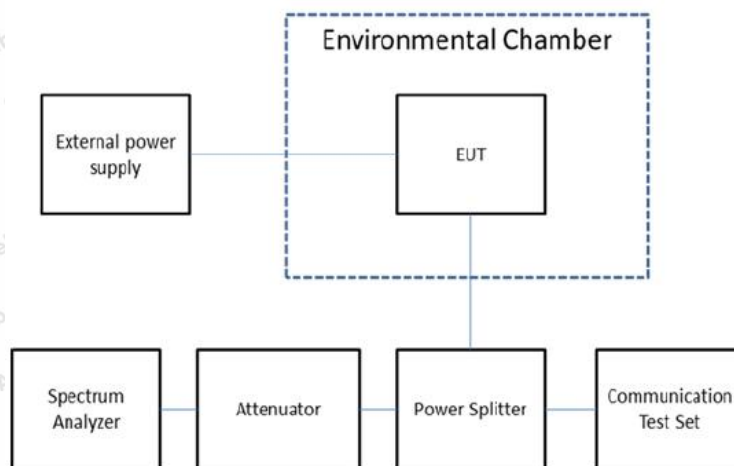 Environmental Chamber
External power
supply
EUT
Spectrum
Analyzer
Attenuator
Power Splitter
Communication
Test Set